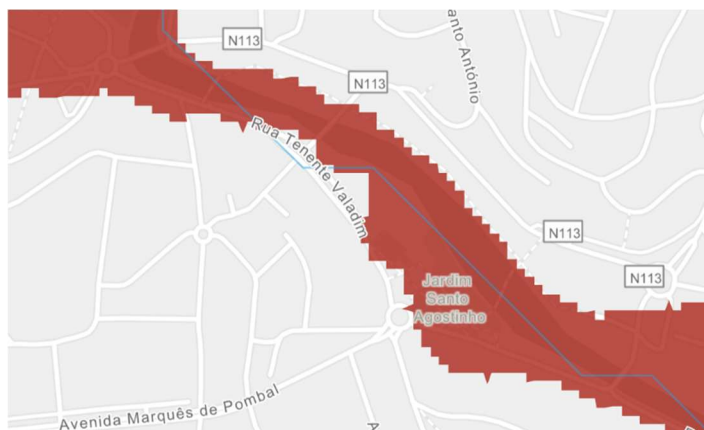 N113
N113
anto António
Rua Tenente Valadim
N113
N113
Jardim
Santo
Agostinho
Avenida Marquês de Pombal
A